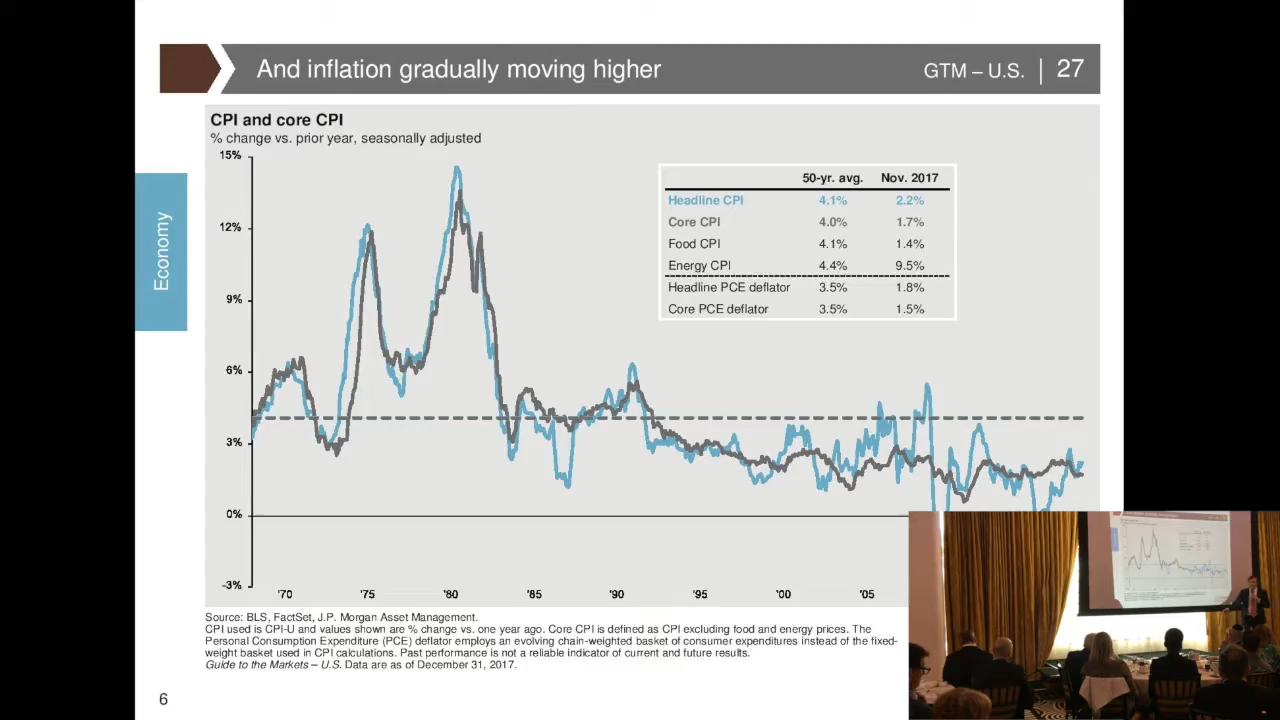 And inflation gradually moving higher
GTM – U.S. | 27
Economy
CPI and core CPI
% change vs. prior year, seasonally adjusted
15%
12%
9%
6%
3%
0%
-3%
'70 '75 '80 '85 '90 '95 '00 '05
50-yr. avg. Nov. 2017
Headline CPI 4.1% 2.2%
Core CPI 4.0% 1.7%
Food CPI 4.1% 1.4%
Energy CPI 4.4% 9.5%
Headline PCE deflator 3.5% 1.8%
Core PCE deflator 3.5% 1.5%
Source: BLS, FactSet, J.P. Morgan Asset Management.
CPI used is CPI-U and values shown are % change vs. one year ago. Core CPI is defined as CPI excluding food and energy prices. The
Personal Consumption Expenditure (PCE) deflator employs an evolving chain-weighted basket of consumer expenditures instead of the fixed-
weight basket used in CPI calculations. Past performance is not a reliable indicator of current and future results.
Guide to the Markets – U.S. Data are as of December 31, 2017.
6